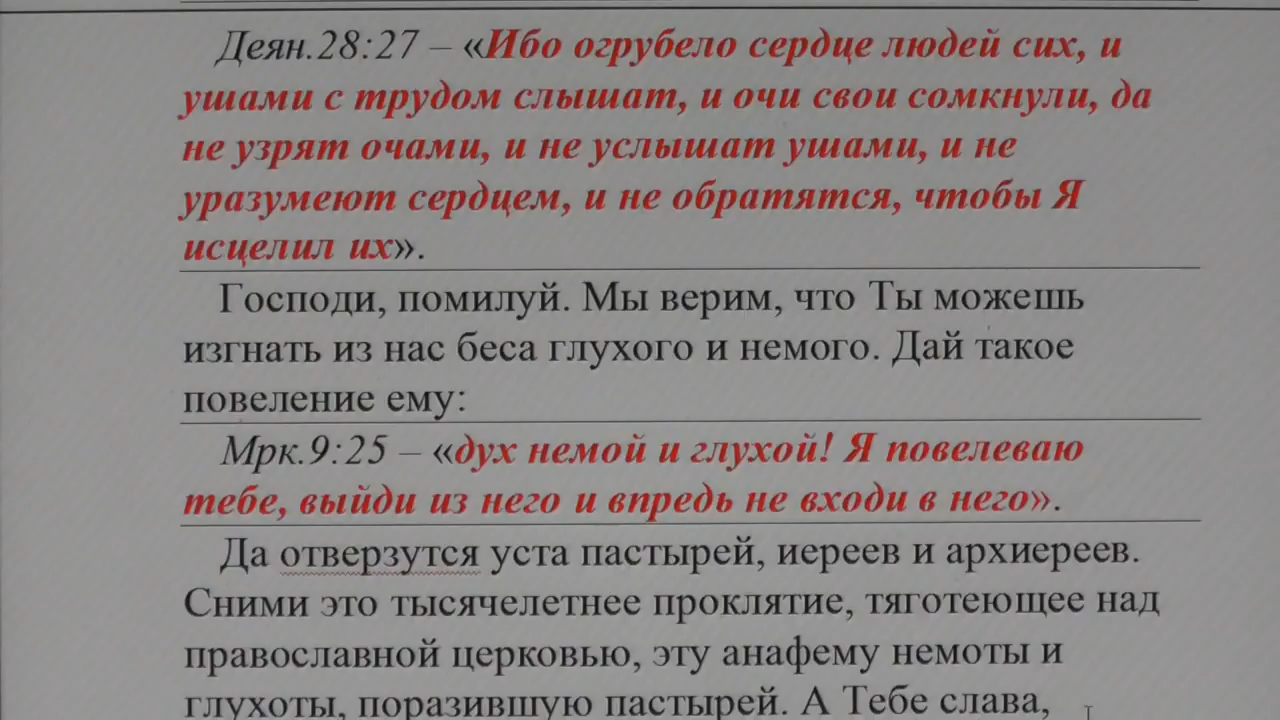 Деян.28:27 – «Ибо огрубело сердце людей сих, и
ушами с трудом слышат, и очи свои сомкнули, да
не узрят очами, и не услышат ушами, и не
уразумеют сердцем, и не обратятся, чтобы Я
исцелил их».
Господи, помилуй. Мы верим, что Ты можешь
изгнать из нас беса глухого и немого. Дай такое
повеление ему:
Мрк.9:25 – «дух немой и глухой! Я повелеваю
тебе, выйди из него и впредь не входи в него».
Да отверзутся уста пастырей, иереев и архиереев.
Сними это тысячелетнее проклятие, тяготеющее над
православной церковью, эту анафему немоты и
глухоты, поразившую пастырей. А Тебе слава,